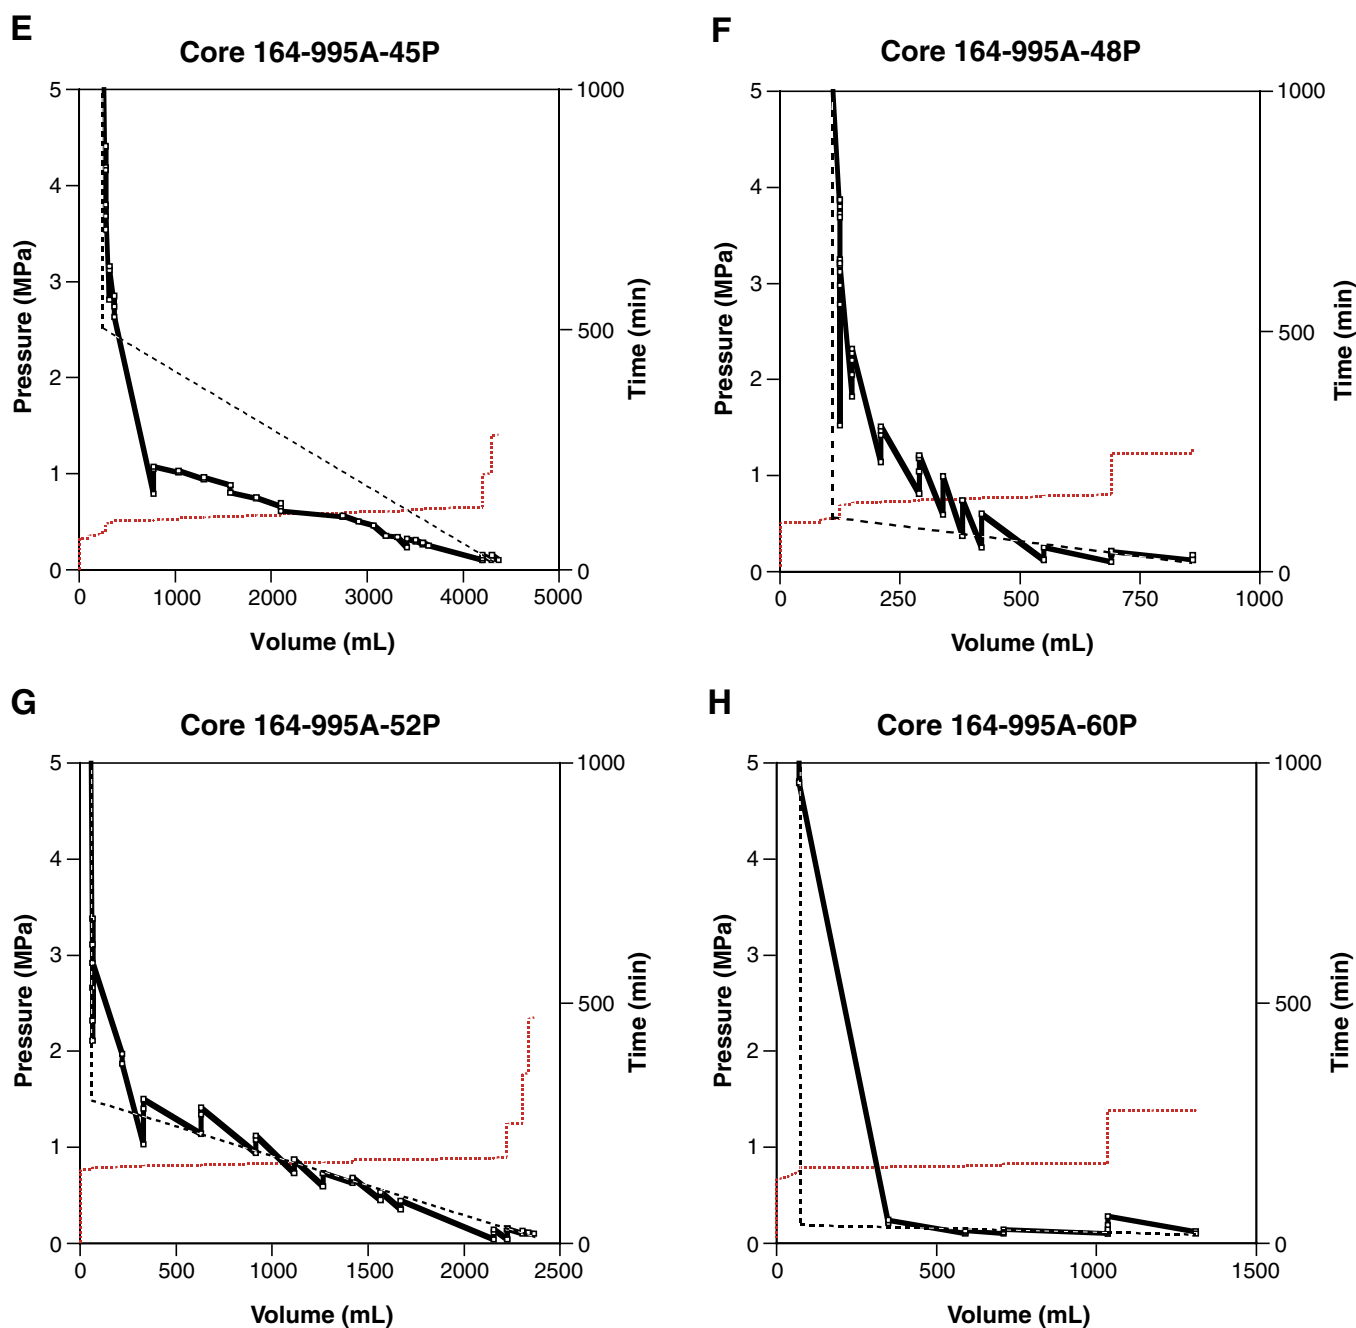 E
Core 164-995A-45P
5
4
3
2
1
0
1000
500
0
0 1000 2000 3000 4000 5000
Pressure (MPa)
Time (min)
Volume (mL)
F
Core 164-995A-48P
5
4
3
2
1
0
1000
500
0
0 250 500 750 1000
Pressure (MPa)
Time (min)
Volume (mL)
G
Core 164-995A-52P
5
4
3
2
1
0
1000
500
0
0 500 1000 1500 2000 2500
Pressure (MPa)
Time (min)
Volume (mL)
H
Core 164-995A-60P
5
4
3
2
1
0
1000
500
0
0 500 1000 1500
Pressure (MPa)
Time (min)
Volume (mL)